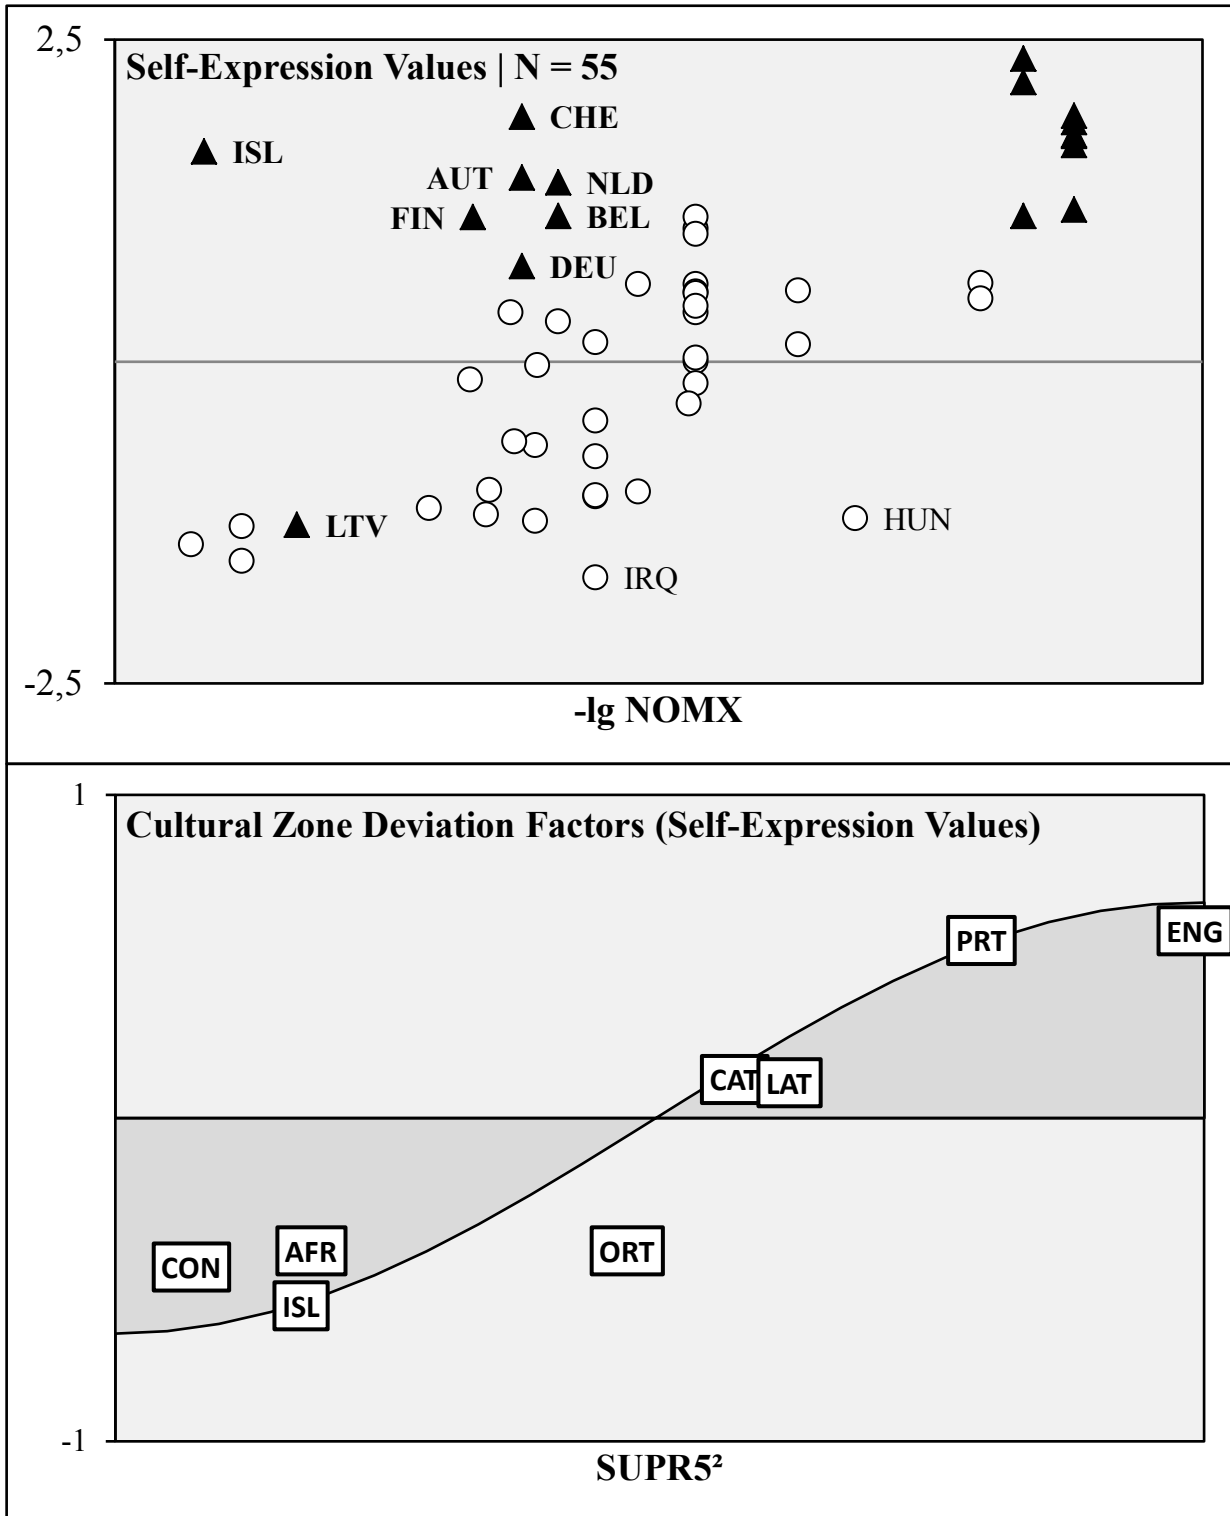 2,5
Self-Expression Values | N = 55
CHE
ISL
AUT
NLD
FIN
BEL
DEU
LTV
HUN
IRQ
-2,5
-lg NOMX
1
Cultural Zone Deviation Factors (Self-Expression Values)
PRT
ENG
CAT
LAT
CON
AFR
ORT
ISL
-1
SUPR5²